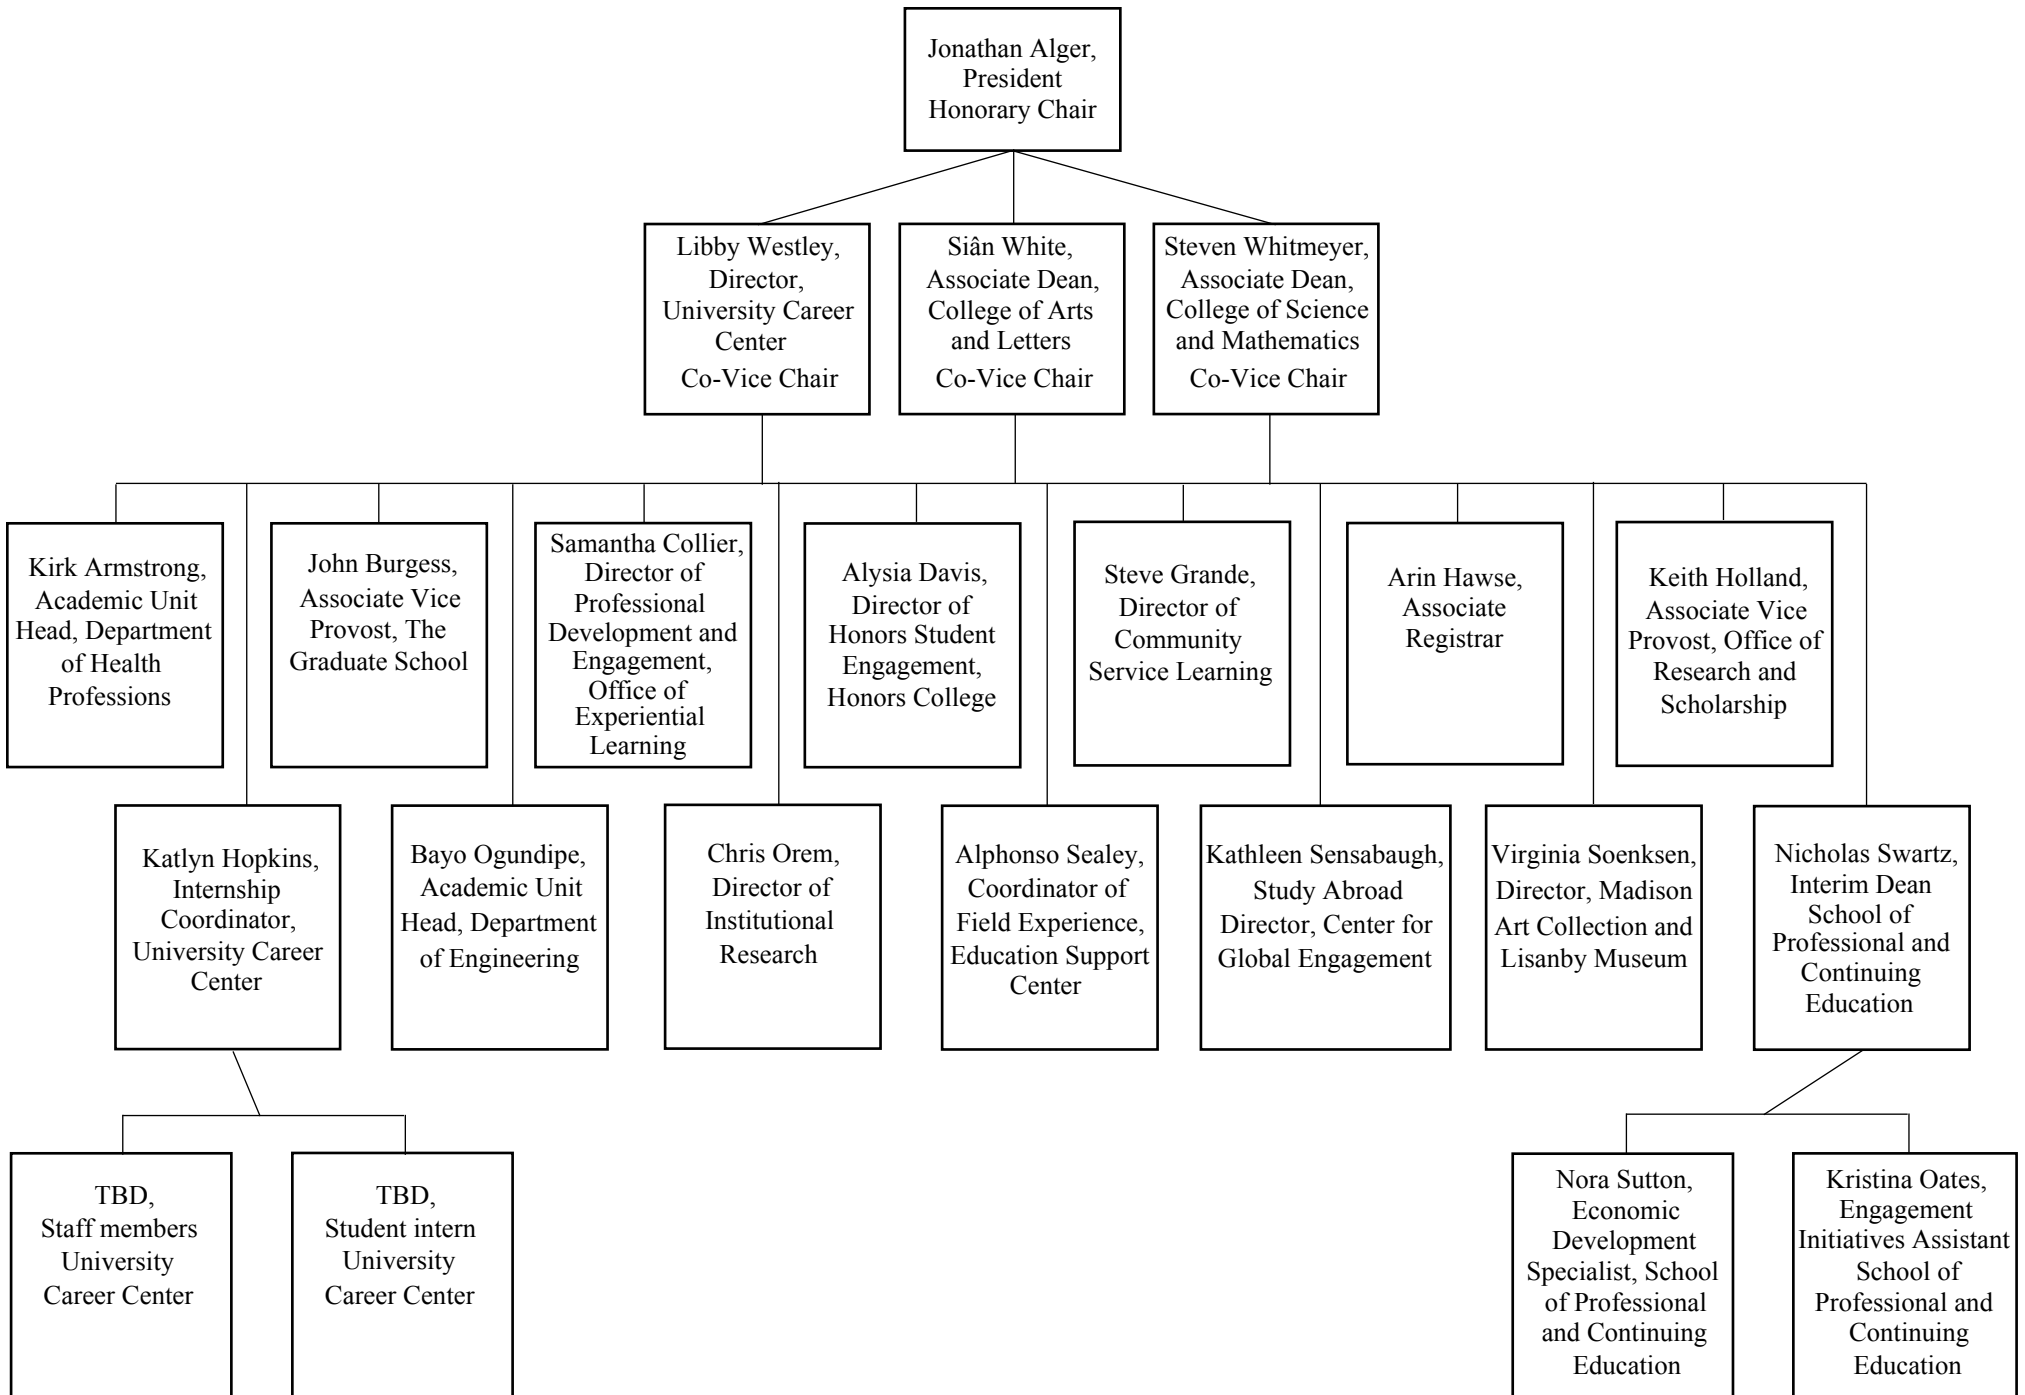 Jonathan Alger,
President
Honorary Chair
Libby Westley,
Director,
University Career
Center
Co-Vice Chair
Siân White,
Associate Dean,
College of Arts
and Letters
Co-Vice Chair
Steven Whitmeyer,
Associate Dean,
College of Science
and Mathematics
Co-Vice Chair
Kirk Armstrong,
Academic Unit
Head, Department
of Health
Professions
John Burgess,
Associate Vice
Provost, The
Graduate School
Samantha Collier,
Director of
Professional
Development and
Engagement,
Office of
Experiential
Learning
Alysia Davis,
Director of
Honors Student
Engagement,
Honors College
Steve Grande,
Director of
Community
Service Learning
Arin Hawse,
Associate
Registrar
Keith Holland,
Associate Vice
Provost, Office of
Research and
Scholarship
Katlyn Hopkins,
Internship
Coordinator,
University Career
Center
Bayo Ogundipe,
Academic Unit
Head, Department
of Engineering
Chris Orem,
Director of
Institutional
Research
Alphonso Sealey,
Coordinator of
Field Experience,
Education Support
Center
Kathleen Sensabaugh,
Study Abroad
Director, Center for
Global Engagement
Virginia Soenksen,
Director, Madison
Art Collection and
Lisanby Museum
Nicholas Swartz,
Interim Dean
School of
Professional and
Continuing
Education
TBD,
Staff members
University
Career Center
TBD,
Student intern
University
Career Center
Nora Sutton,
Economic
Development
Specialist, School
of Professional
and Continuing
Education
Kristina Oates,
Engagement
Initiatives Assistant
School of
Professional and
Continuing
Education